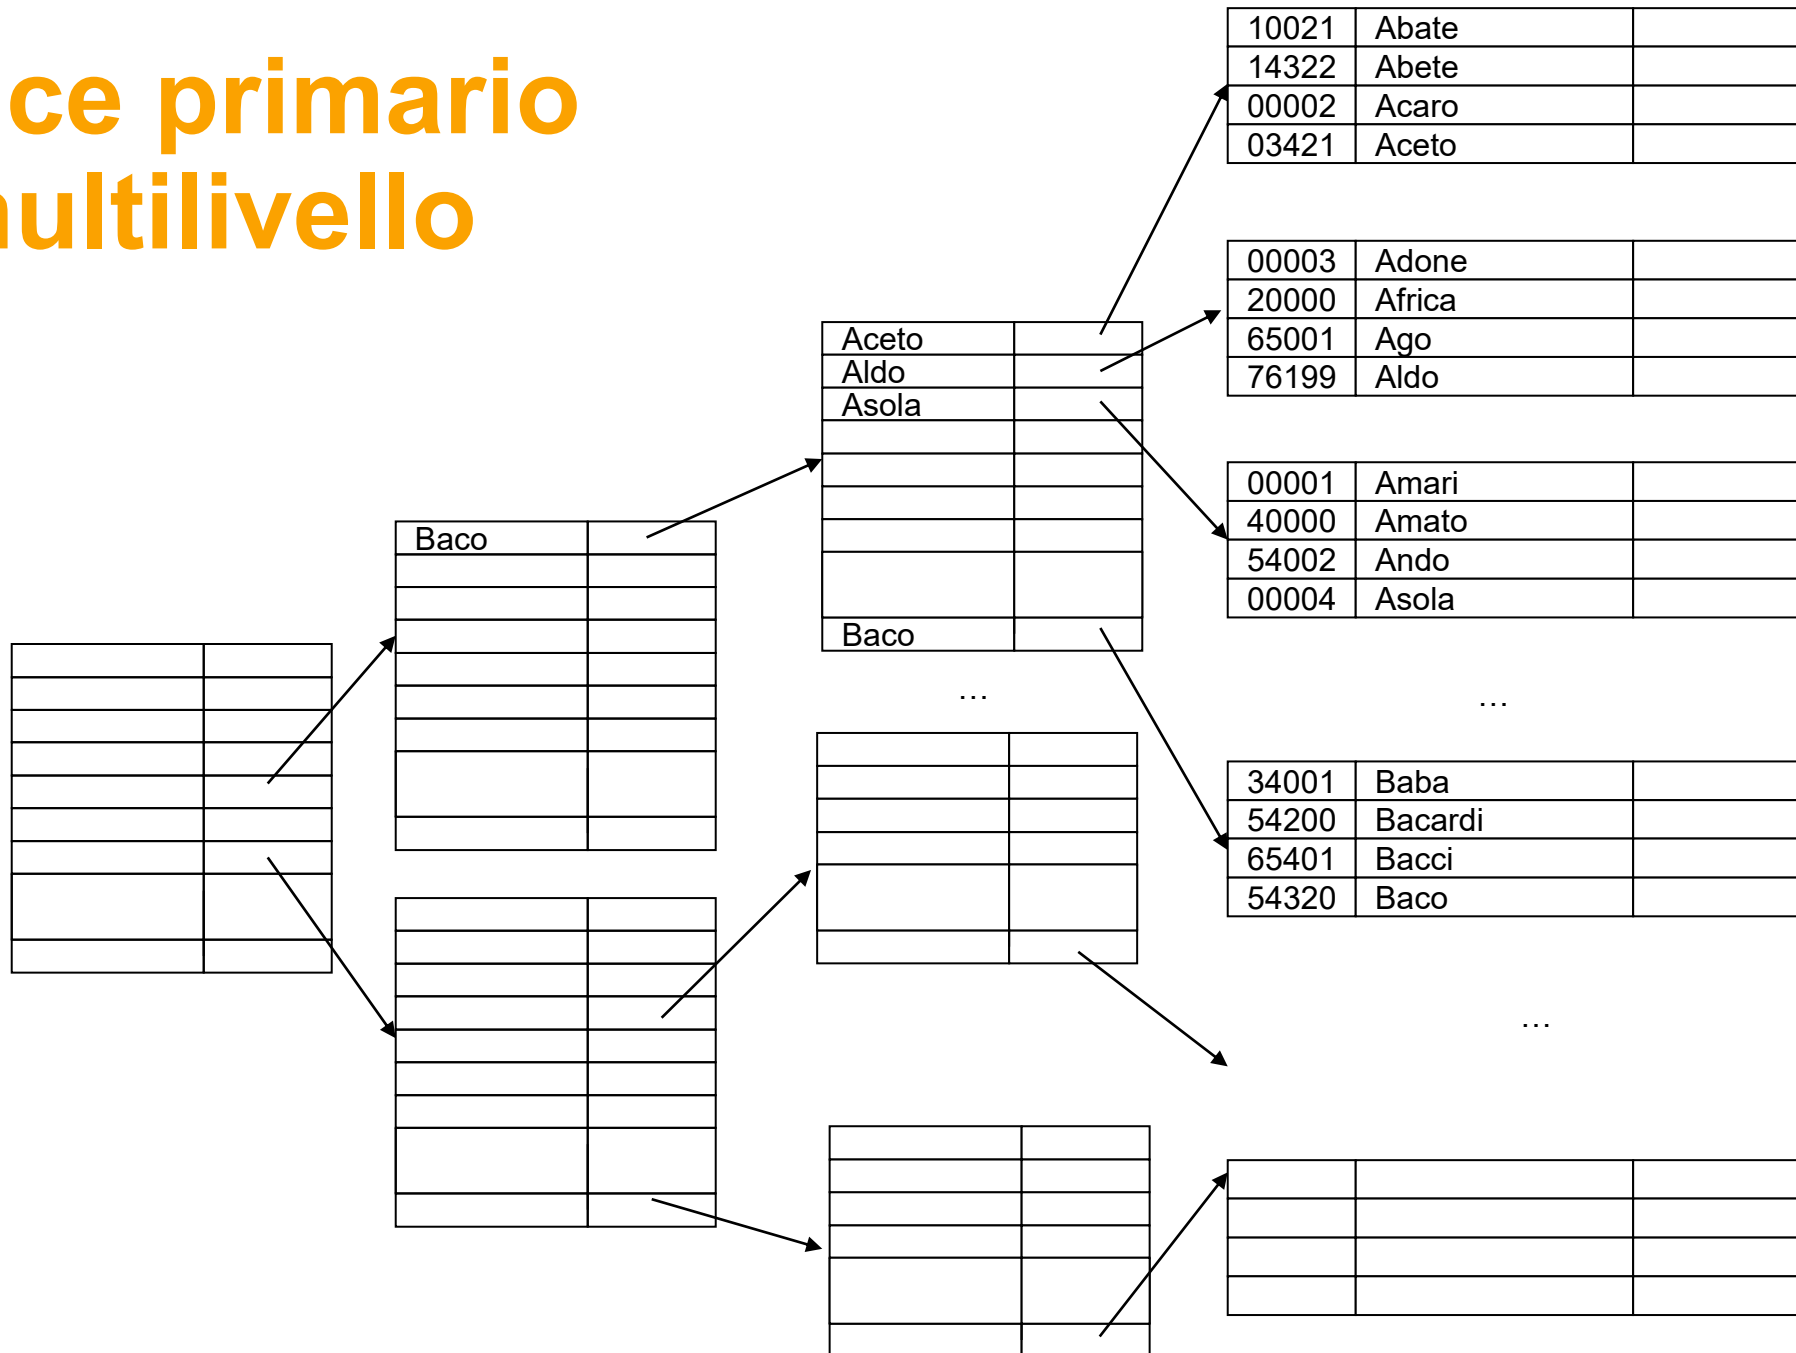 ce primario
ultilivello
10021 Abate
14322 Abete
00002 Acaro
03421 Aceto
00003 Adone
20000 Africa
65001 Ago
76199 Aldo
Aceto
Aldo
Asola
Baco
...
00001 Amari
40000 Amato
54002 Ando
00004 Asola
...
Baco
34001 Baba
54200 Bacardi
65401 Bacci
54320 Baco
...